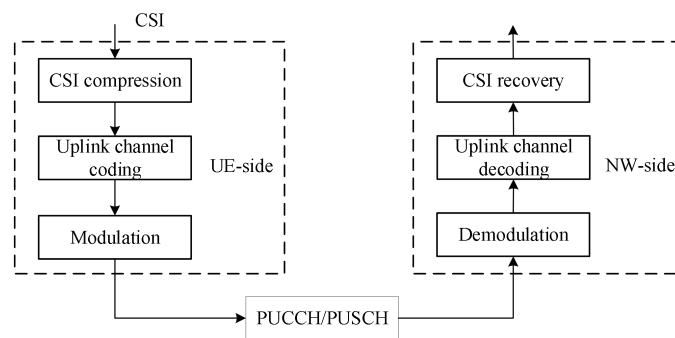 CSI
CSI compression
Uplink channel
coding
UE-side
Modulation
PUCCH/PUSCH
CSI recovery
Uplink channel
decoding
NW-side
Demodulation